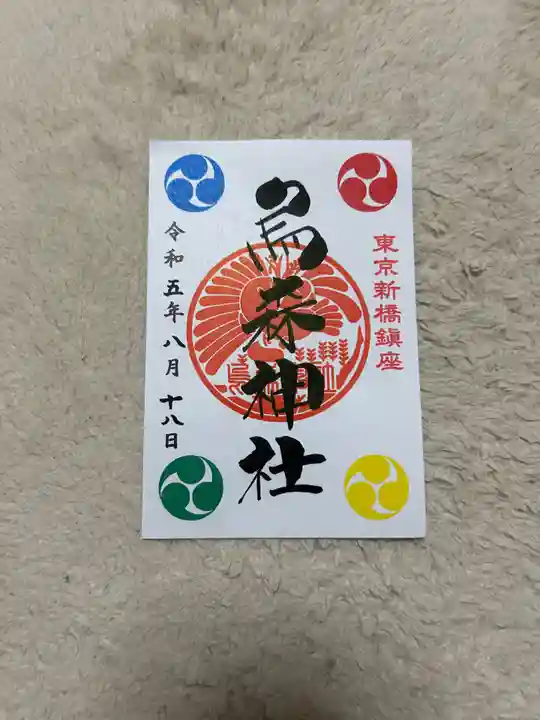 東京新橋鎮座
烏森神社
令和五年八月十八日